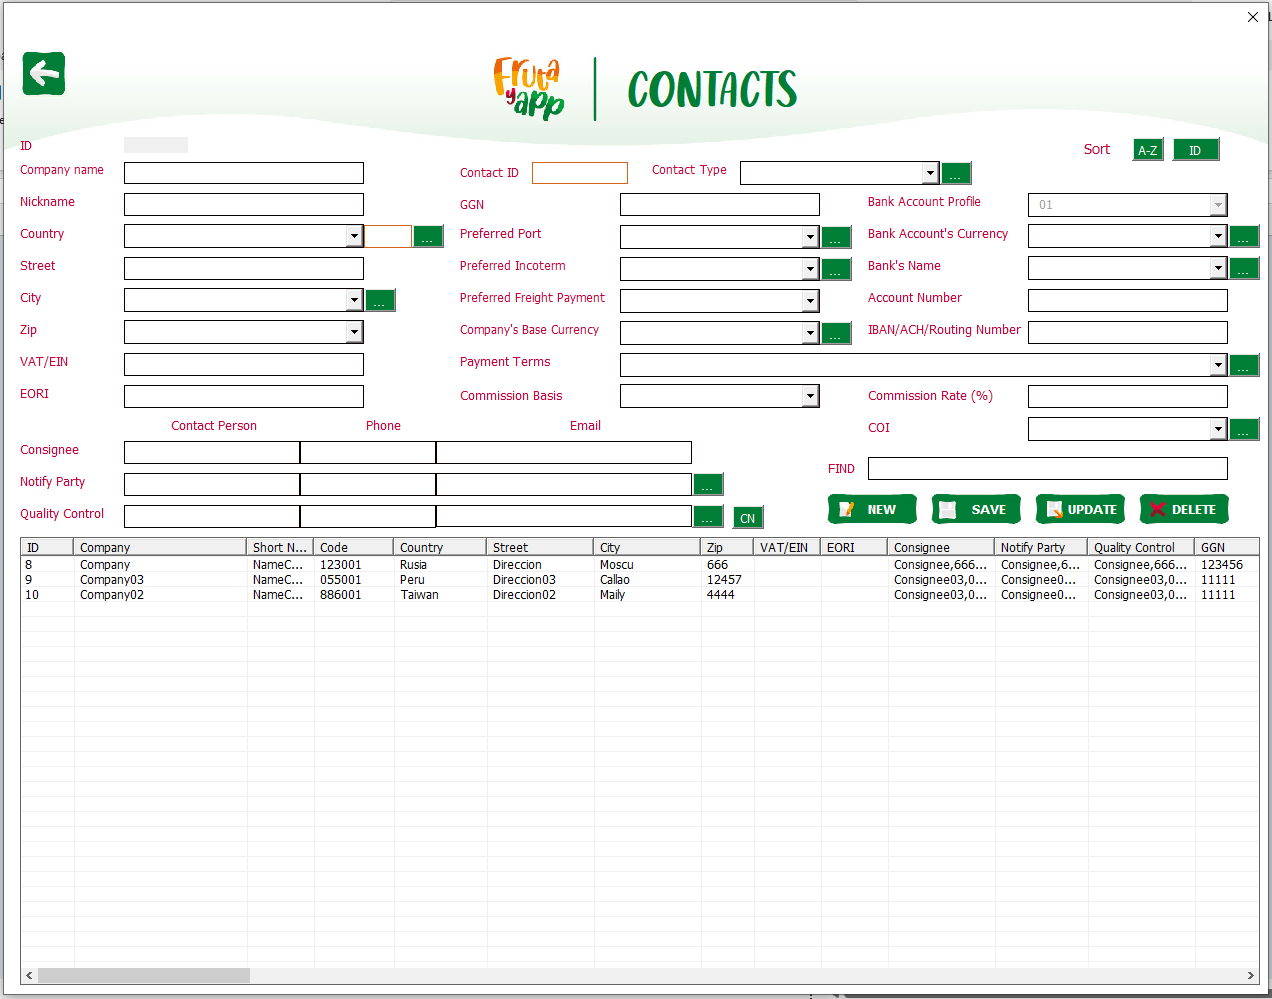 Fruta
y app
CONTACTS
ID
Sort
A-Z
ID
Company name
Contact ID
Contact Type
...
Nickname
GGN
Bank Account Profile
01
Country
...
Preferred Port
...
Bank Account's Currency
...
Street
Preferred Incoterm
...
Bank's Name
...
City
...
Preferred Freight Payment
Account Number
Zip
Company's Base Currency
...
IBAN/ACH/Routing Number
VAT/EIN
Payment Terms
...
EORI
Commission Basis
Commission Rate (%)
Contact Person
Phone
Email
COI
...
Consignee
FIND
Notify Party
...
Quality Control
...
CN
NEW
SAVE
UPDATE
DELETE
ID Company Short N... Code Country Street City Zip VAT/EIN EORI Consignee Notify Party Quality Control GGN
8 Company NameC... 123001 Rusia Direccion Moscu 666 Consignee,666... Consignee,6... Consignee,666... 123456
9 Company03 NameC... 055001 Peru Direccion03 Callao 12457 Consignee03,0... Consignee0... Consignee03,0... 11111
10 Company02 NameC... 886001 Taiwan Direccion02 Maily 4444 Consignee03,0... Consignee0... Consignee03,0... 11111